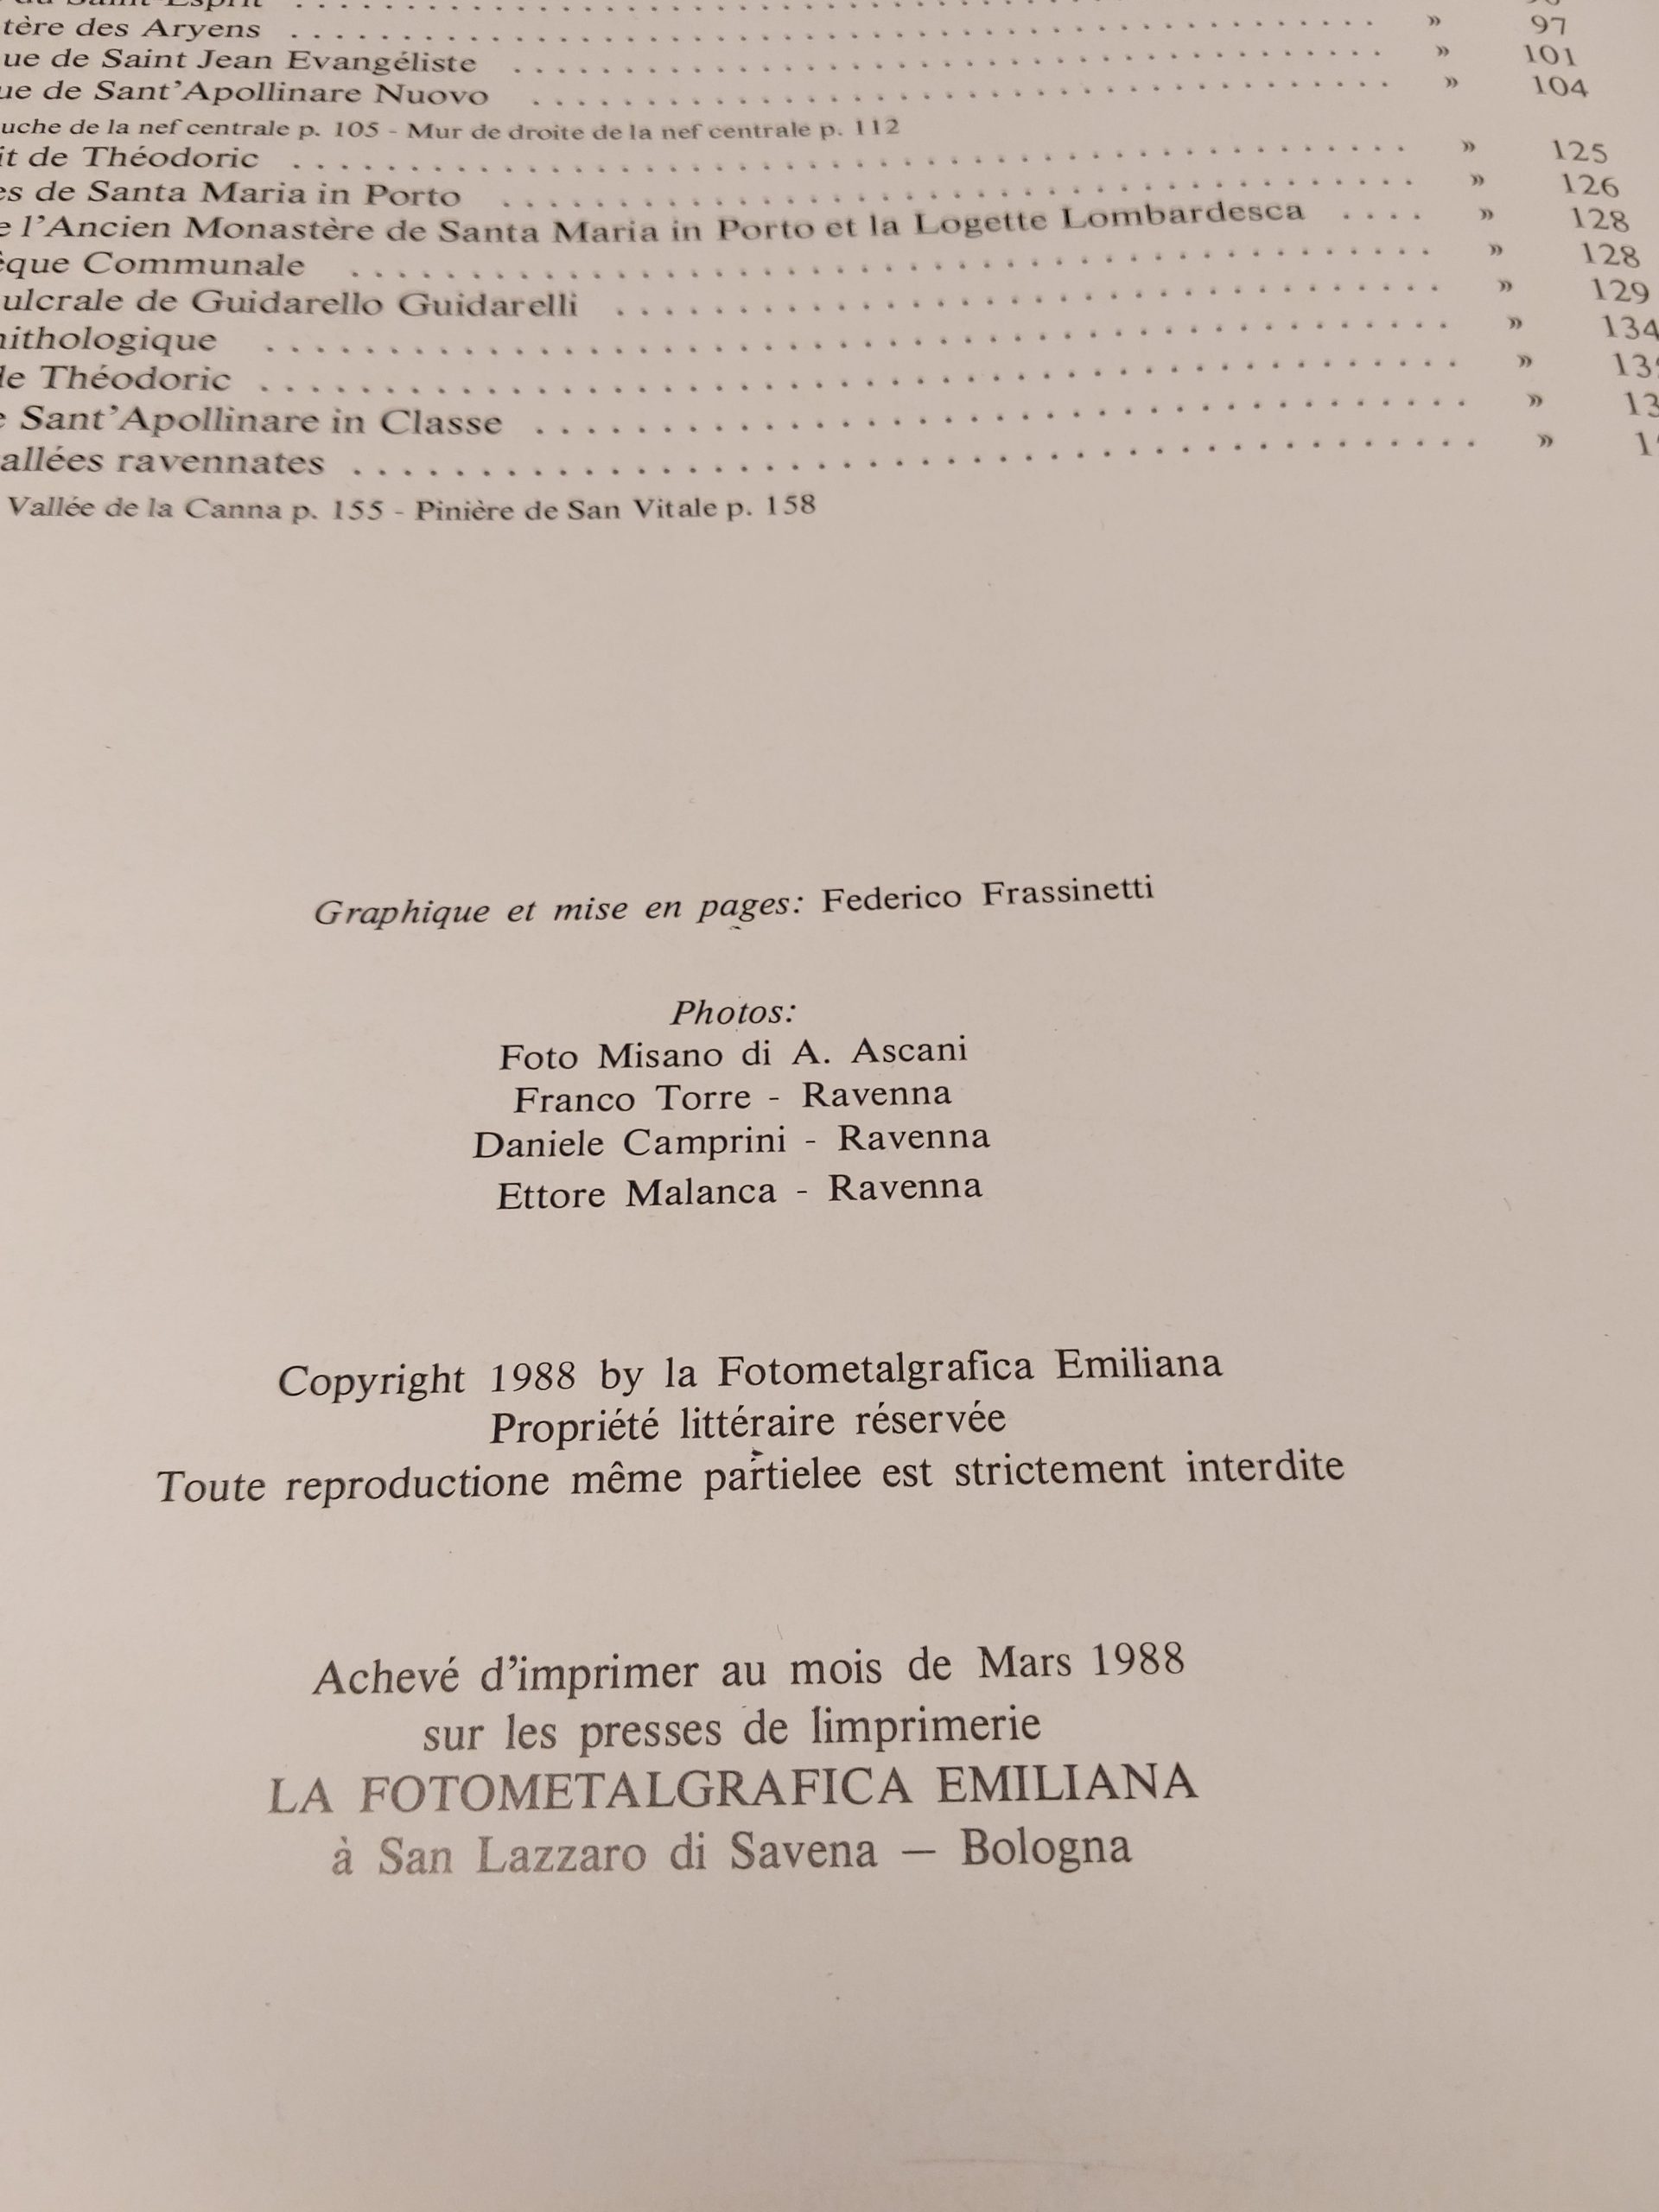 tère des Aryens . . . . . . . . . . . . . . . . . . . . » 97
ue de Saint Jean Evangéliste . . . . . . . . . . . . . . . . . . . . » 101
ue de Sant'Apollinare Nuovo . . . . . . . . . . . . . . . . . . . . » 104
uche de la nef centrale p. 105 - Mur de droite de la nef centrale p. 112
it de Théodoric . . . . . . . . . . . . . . . . . . . . » 125
es de Santa Maria in Porto . . . . . . . . . . . . . . . . . . . . » 126
e l'Ancien Monastère de Santa Maria in Porto et la Logette Lombardesca . . . . » 128
èque Communale . . . . . . . . . . . . . . . . . . . . » 128
ulcrale de Guidarello Guidarelli . . . . . . . . . . . . . . . . . . . . » 129
nithologique . . . . . . . . . . . . . . . . . . . . » 134
de Théodoric . . . . . . . . . . . . . . . . . . . . » 13
e Sant'Apollinare in Classe . . . . . . . . . . . . . . . . . . . . » 13
allées ravennates . . . . . . . . . . . . . . . . . . . . » 1
Vallée de la Canna p. 155 - Pinière de San Vitale p. 158
Graphique et mise en pages: Federico Frassinetti
Photos:
Foto Misano di A. Ascani
Franco Torre - Ravenna
Daniele Camprini - Ravenna
Ettore Malanca - Ravenna
Copyright 1988 by la Fotometalgrafica Emiliana
Propriété littéraire réservée
Toute reproductione même partielee est strictement interdite
Achevé d'imprimer au mois de Mars 1988
sur les presses de limprimerie
LA FOTOMETALGRAFICA EMILIANA
à San Lazzaro di Savena — Bologna